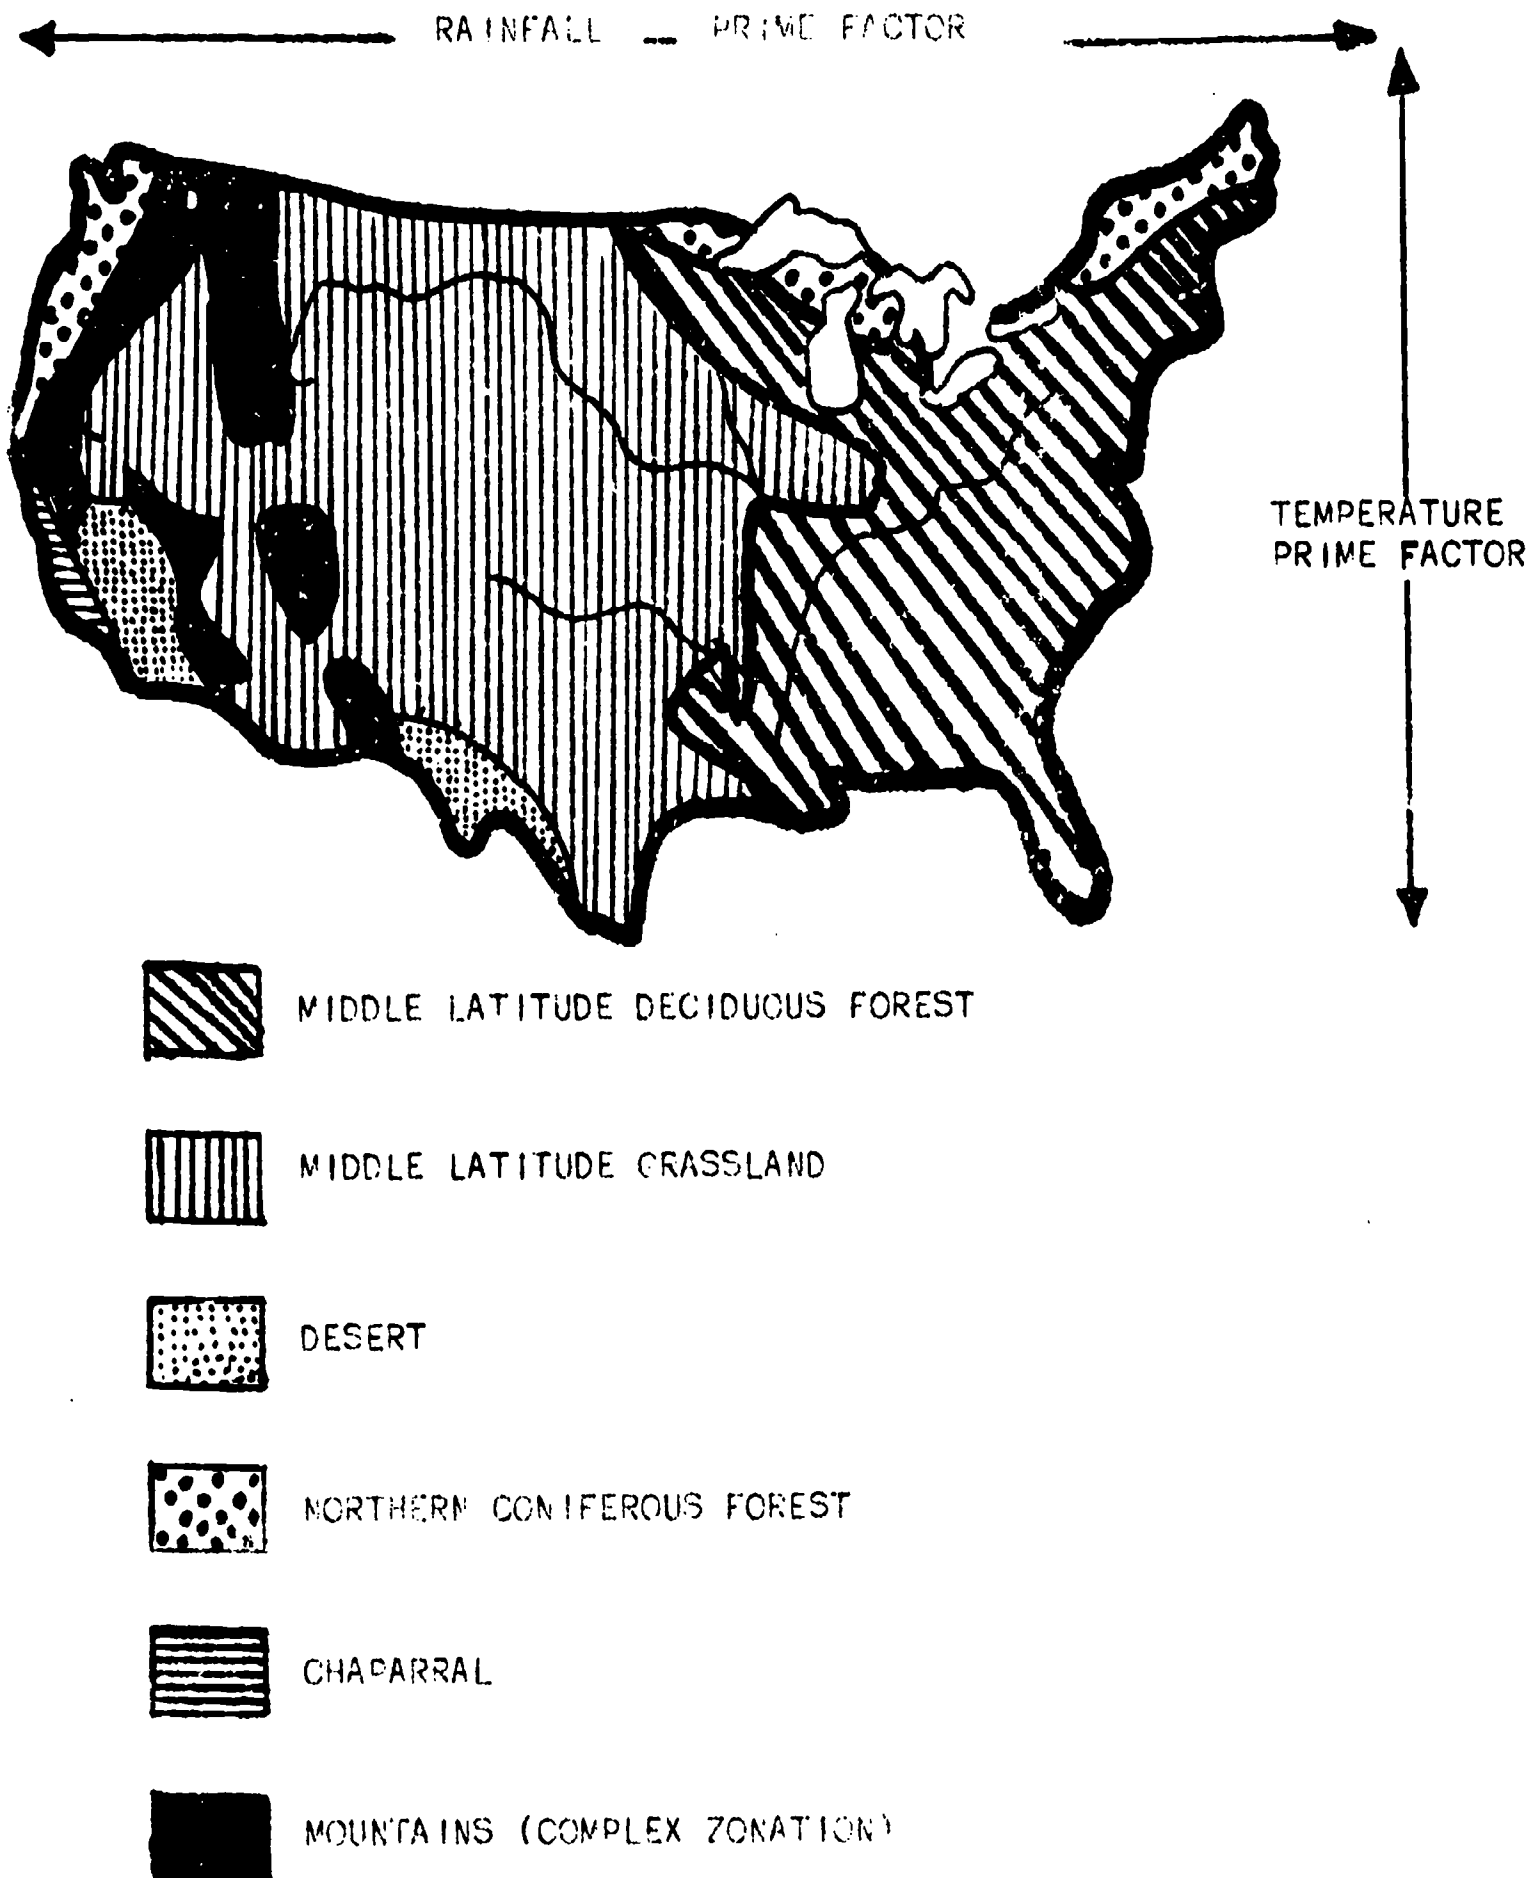 RAINFALL -- PRIME FACTOR
TEMPERATURE
PRIME FACTOR
MIDDLE LATITUDE DECIDUOUS FOREST
MIDDLE LATITUDE GRASSLAND
DESERT
NORTHERN CONIFEROUS FOREST
CHAPARRAL
MOUNTAINS (COMPLEX ZONATION)